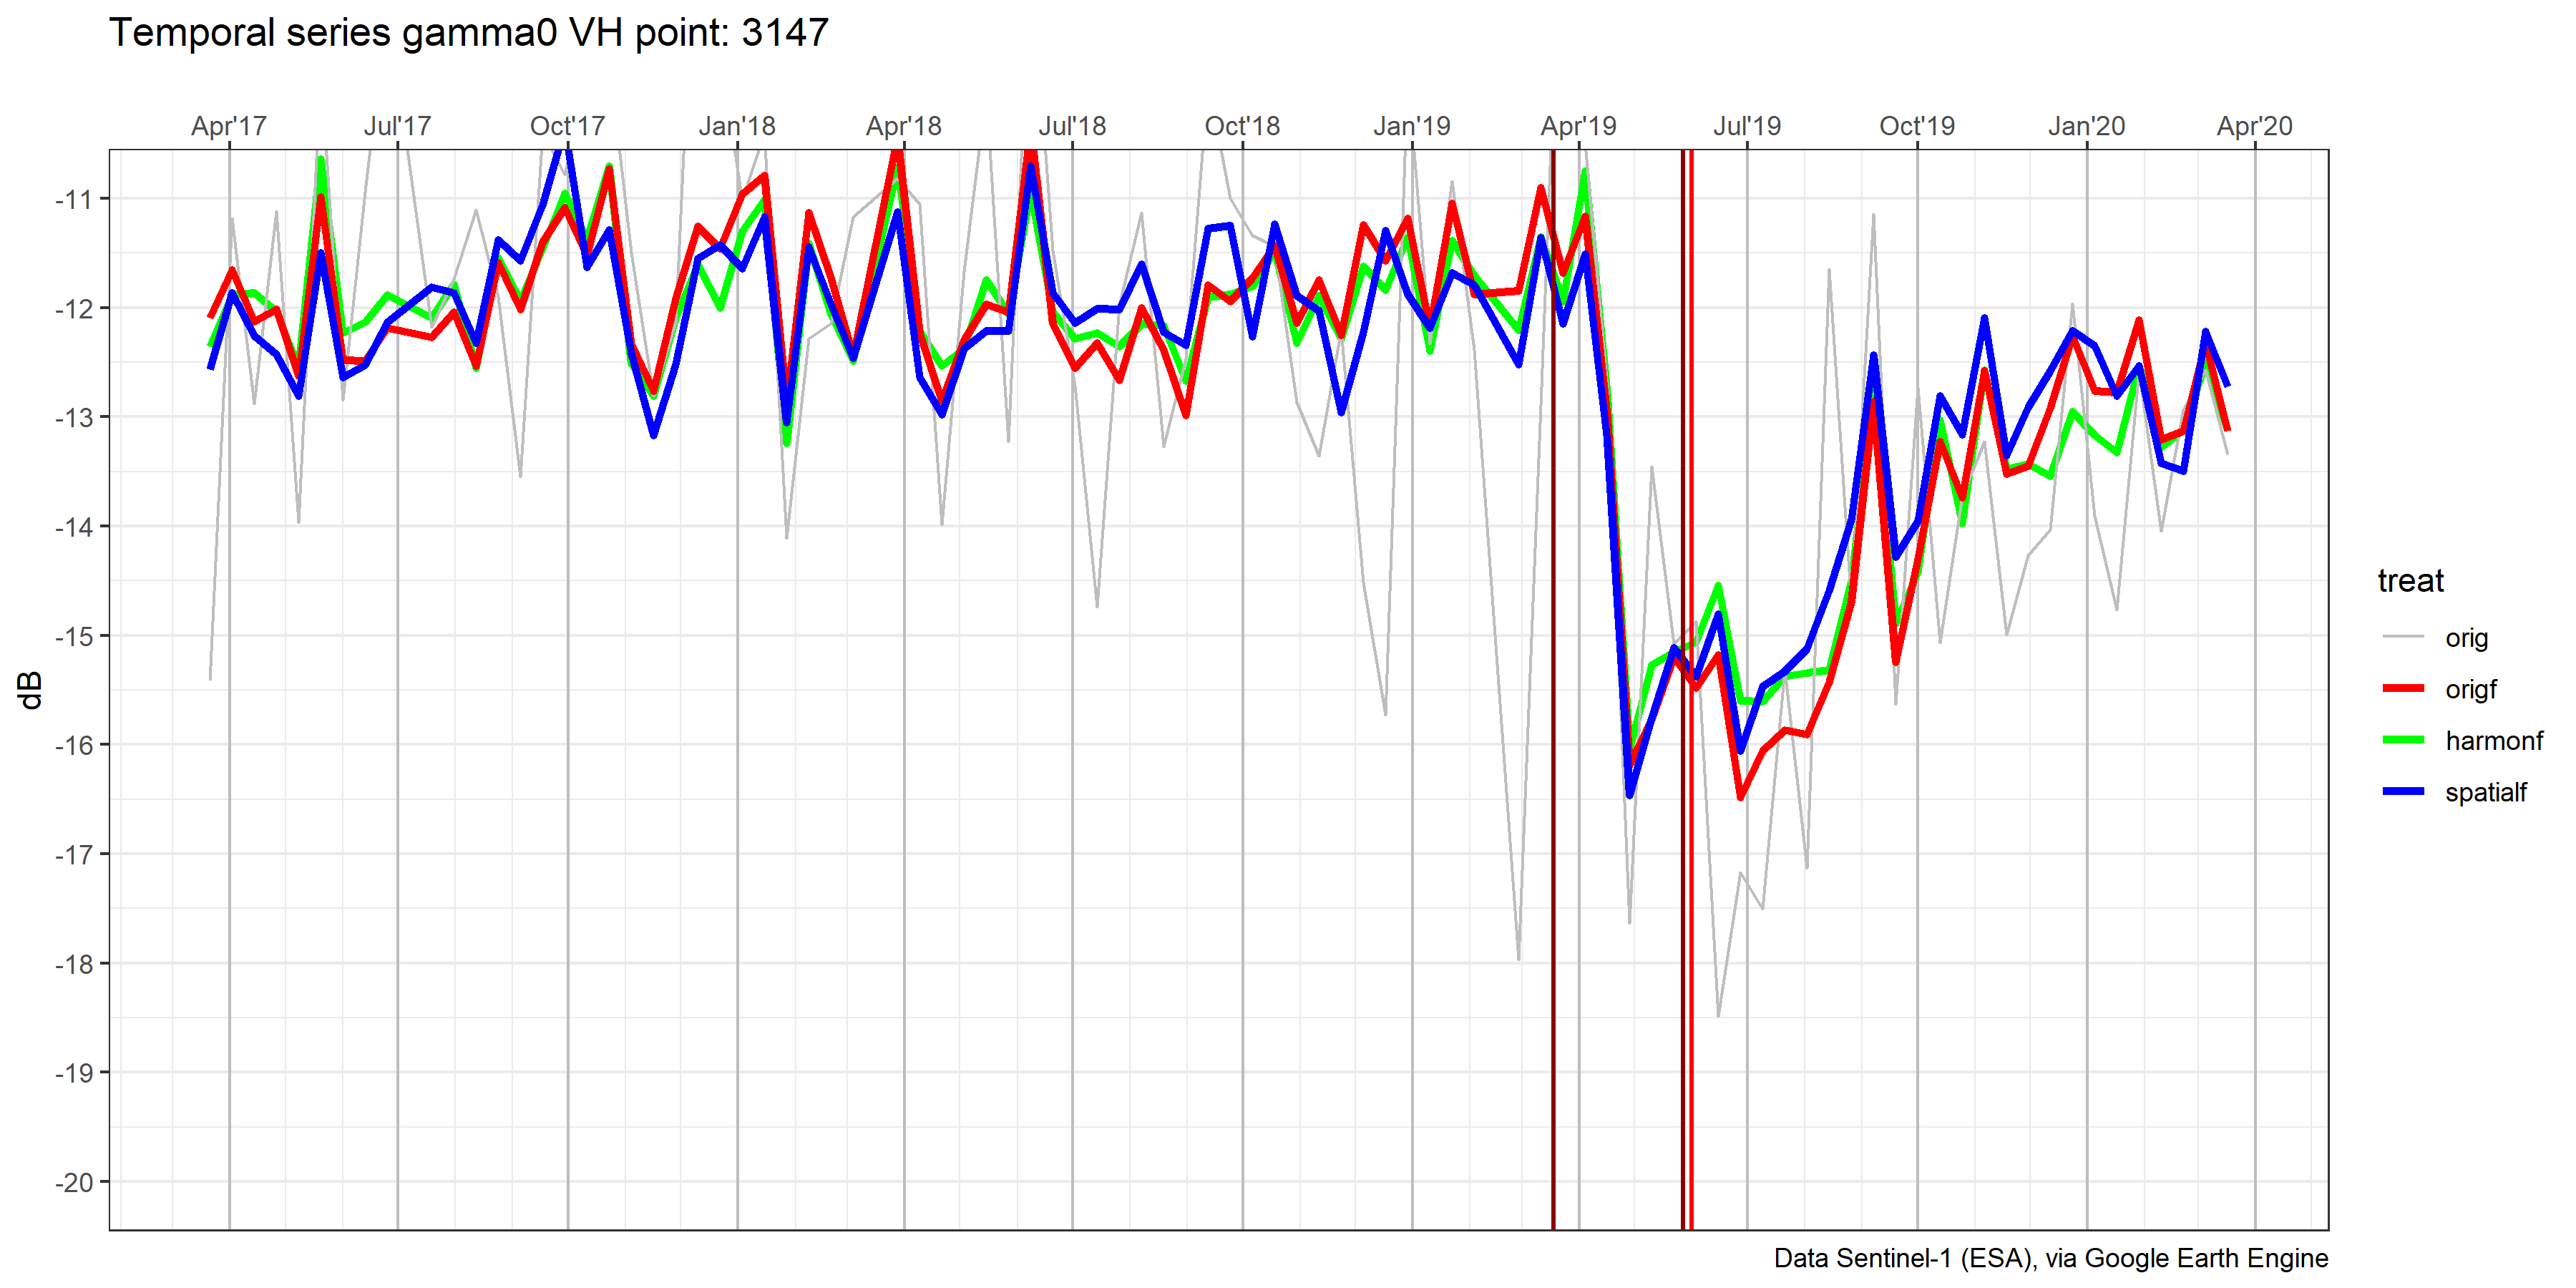 Temporal series gamma0 VH point: 3147
Apr'17 Jul'17 Oct'17 Jan'18 Apr'18 Jul'18 Oct'18 Jan'19 Apr'19 Jul'19 Oct'19 Jan'20 Apr'20
-11
-12
-13
-14
-15
-16
-17
-18
-19
-20
dB
treat
orig
origf
harmonf
spatialf
Data Sentinel-1 (ESA), via Google Earth Engine